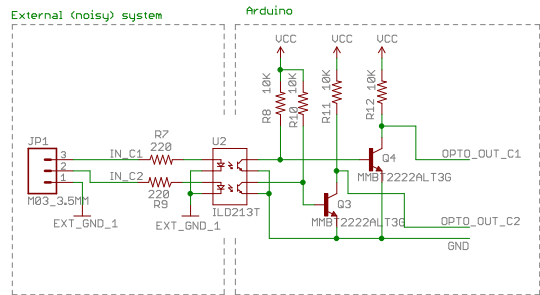 External (noisy) system
Arduino
VCC
VCC
VCC
R8 10K
R10 10K
R11 10K
R12 10K
JP1
3
2
1
M03_3.5MM
IN_C1
IN_C2
R7
220
220
R9
EXT_GND_1
EXT_GND_1
U2
ILD213T
Q4
MMBT2222ALT3G
Q3
MMBT2222ALT3G
OPTO_OUT_C1
OPTO_OUT_C2
GND